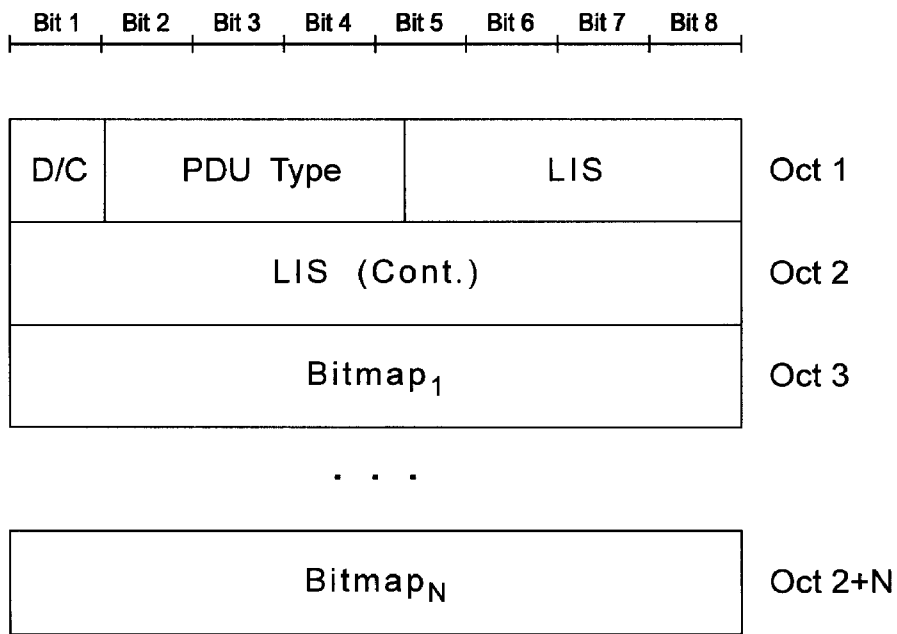 Bit 1 Bit 2 Bit 3 Bit 4 Bit 5 Bit 6 Bit 7 Bit 8
D/C PDU Type LIS Oct 1
LIS (Cont.) Oct 2
Bitmap1 Oct 3
. . .
BitmapN Oct 2+N